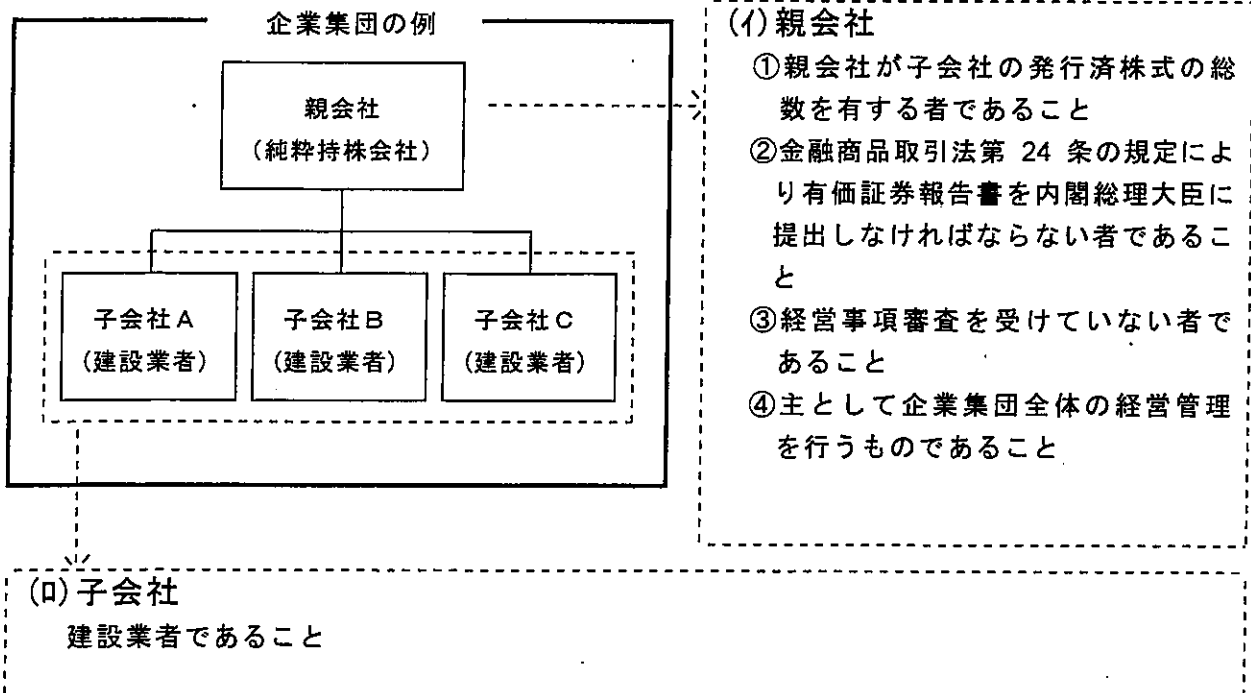 企業集団の例
親会社
(純粋持株会社)
子会社A
(建設業者)
子会社B
(建設業者)
子会社C
(建設業者)
(イ)親会社
①親会社が子会社の発行済株式の総
数を有する者であること
②金融商品取引法第 24 条の規定によ
り有価証券報告書を内閣総理大臣に
提出しなければならない者であるこ
と
③経営事項審査を受けていない者で
あること
④主として企業集団全体の経営管理
を行うものであること
(ロ)子会社
建設業者であること